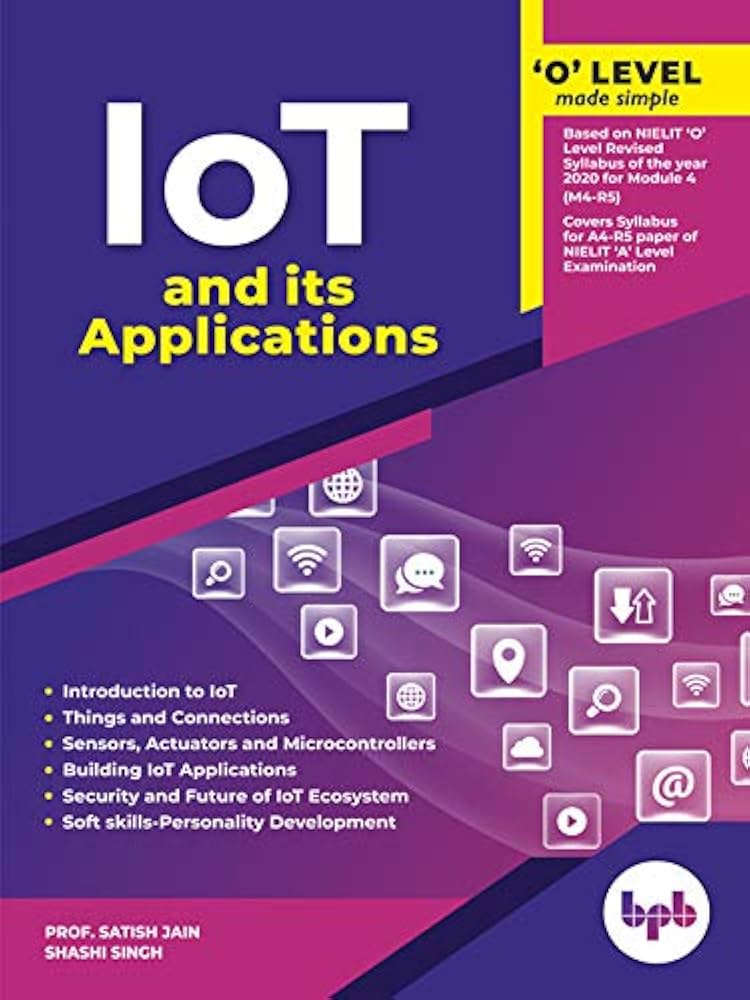 IoT
and its
Applications
‘O’ LEVEL
made simple
Based on NIELIT ‘O’
Level Revised
Syllabus of the year
2020 for Module 4
(M4-R5)
Covers Syllabus
for A4-R5 paper of
NIELIT ‘A’ Level
Examination
• Introduction to IoT
• Things and Connections
• Sensors, Actuators and Microcontrollers
• Building IoT Applications
• Security and Future of IoT Ecosystem
• Soft skills-Personality Development
@
PROF. SATISH JAIN
SHASHI SINGH
bpb